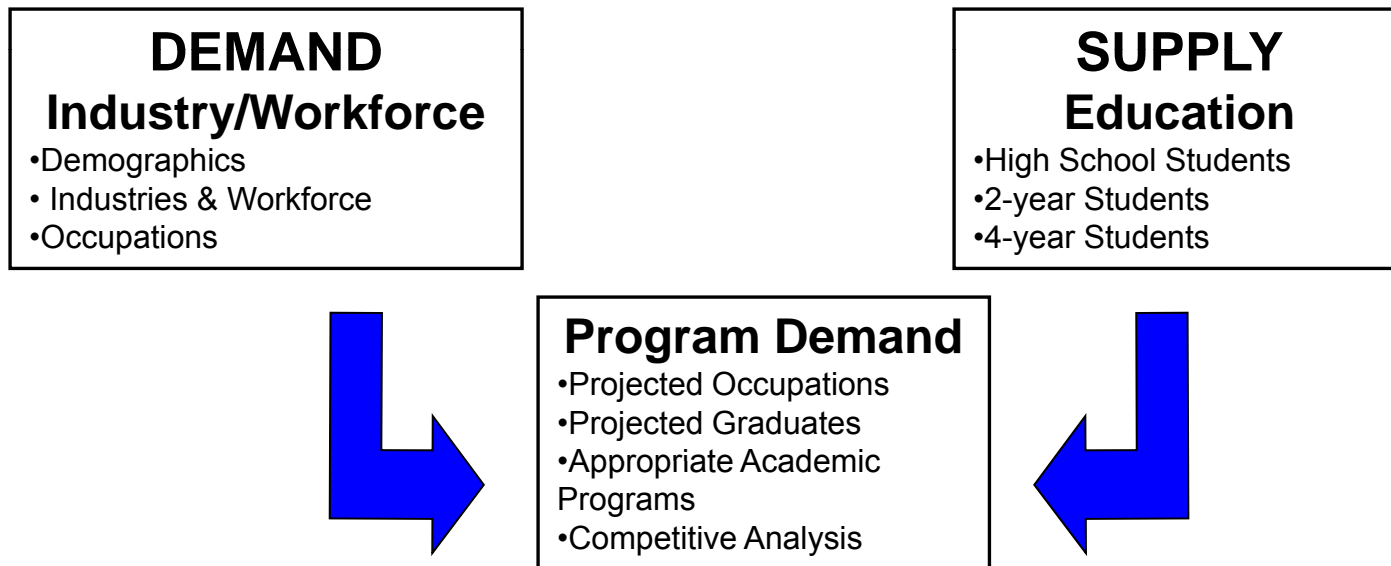 DEMAND
Industry/Workforce
•Demographics
• Industries & Workforce
•Occupations
SUPPLY
Education
•High School Students
•2-year Students
•4-year Students
Program Demand
•Projected Occupations
•Projected Graduates
•Appropriate Academic
Programs
•Competitive Analysis